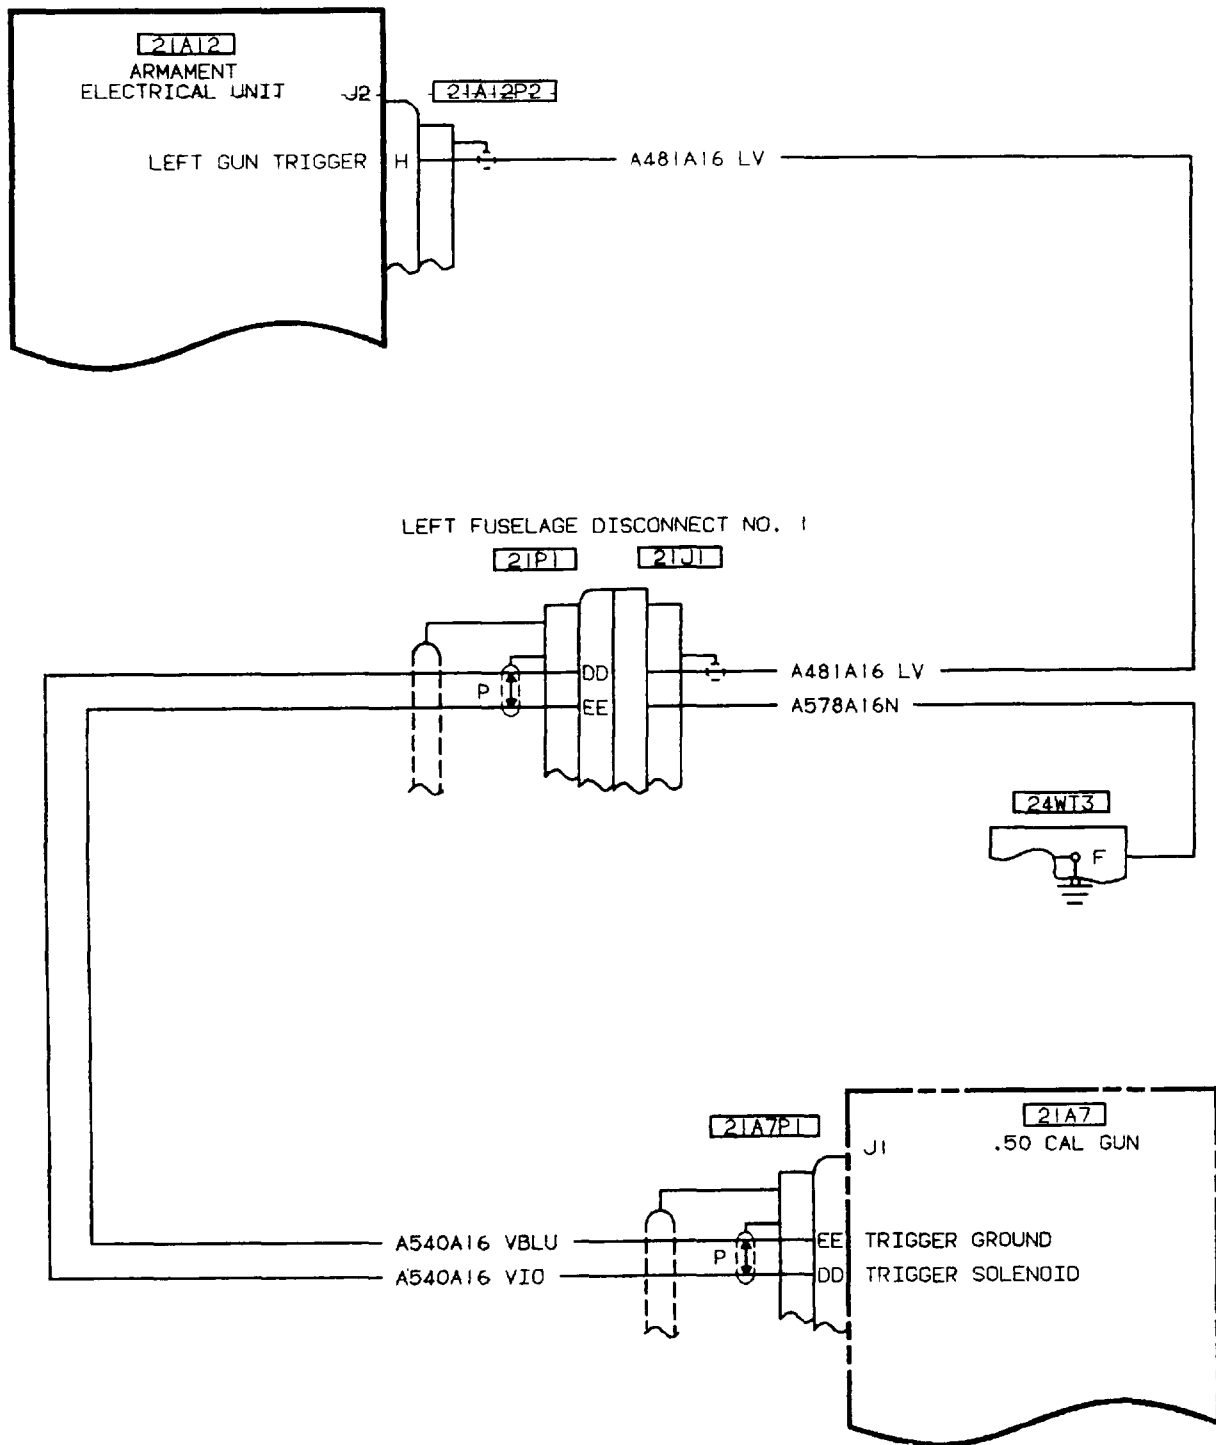 21A12
ARMAMENT
ELECTRICAL UNIT
J2
21A12P2
LEFT GUN TRIGGER
H
A481A16 LV
LEFT FUSELAGE DISCONNECT NO. 1
21P1
21J1
DD
A481A16 LV
P
EE
A578A16N
24WT3
F
21A7P1
21A7
J1
.50 CAL GUN
A540A16 VBLU
EE
TRIGGER GROUND
P
A540A16 VIO
DD
TRIGGER SOLENOID